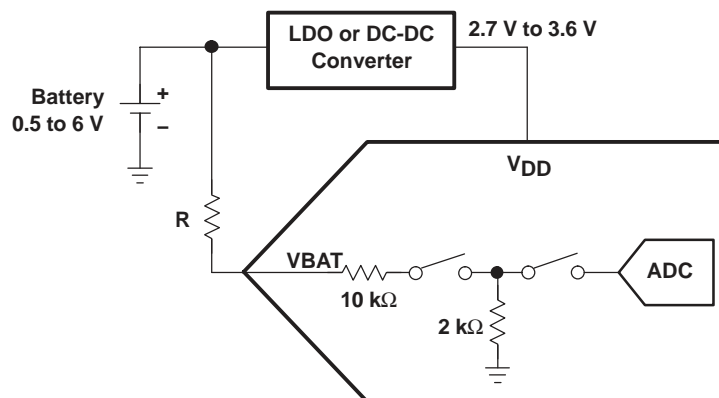 LDO or DC-DC
Converter
2.7 V to 3.6 V
Battery
0.5 to 6 V
+
−
VDD
R
VBAT
10 kΩ
2 kΩ
ADC